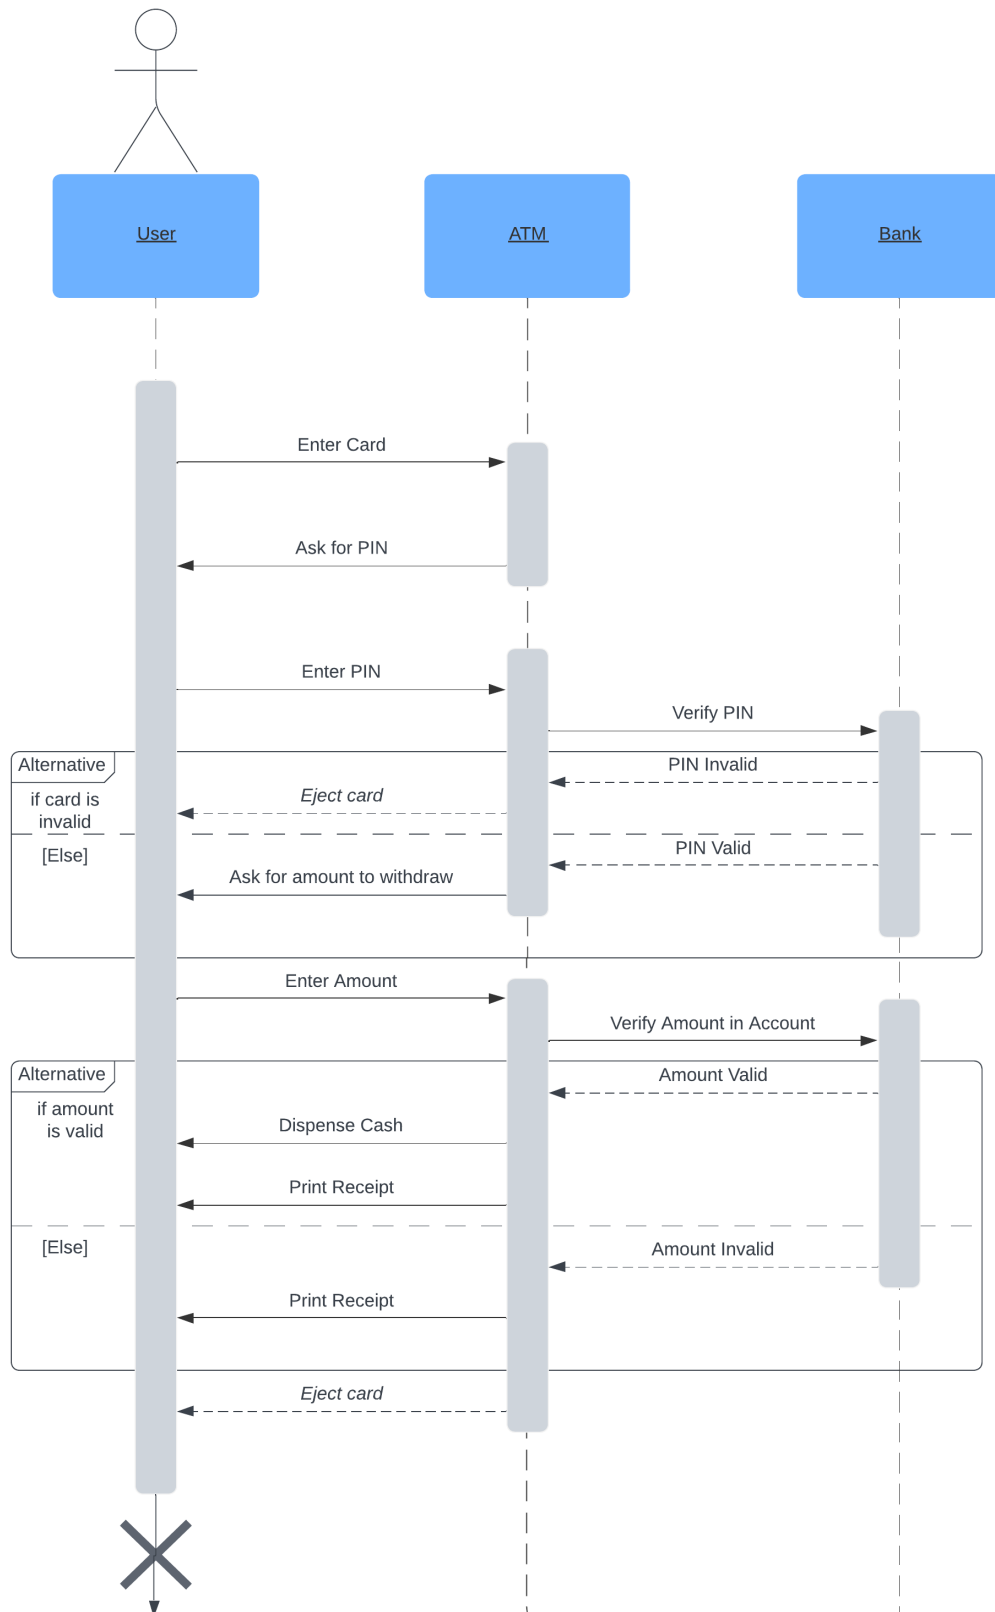 User
ATM
Bank
Enter Card
Ask for PIN
Enter PIN
Verify PIN
Alternative
PIN Invalid
if card is
invalid
Eject card
[Else]
PIN Valid
Ask for amount to withdraw
Enter Amount
Verify Amount in Account
Alternative
Amount Valid
if amount
is valid
Dispense Cash
Print Receipt
[Else]
Amount Invalid
Print Receipt
Eject card